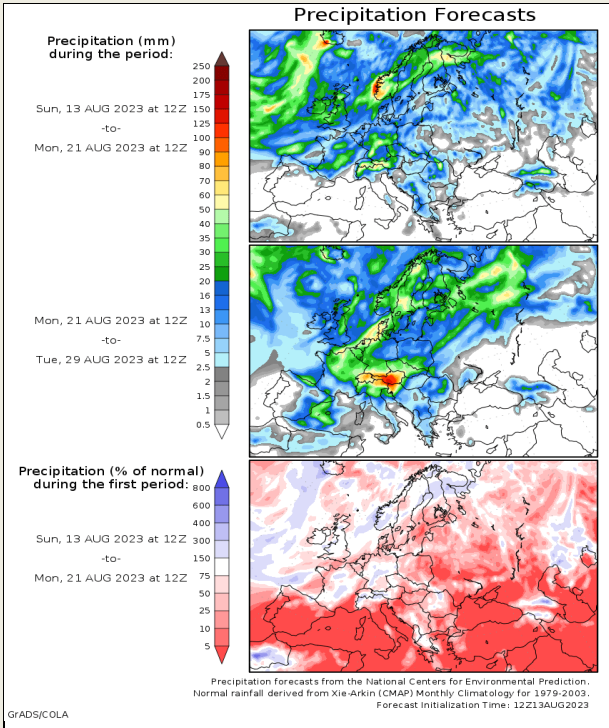 Precipitation Forecasts
Precipitation (mm)
during the period:
Sun, 13 AUG 2023 at 12Z
-to-
Mon, 21 AUG 2023 at 12Z
250
200
175
150
125
100
90
80
70
60
50
40
35
30
25
20
16
13
10
7.5
5
2.5
2
1.5
1
0.5
Mon, 21 AUG 2023 at 12Z
-to-
Tue, 29 AUG 2023 at 12Z
Precipitation (% of normal)
during the first period:
Sun, 13 AUG 2023 at 12Z
-to-
Mon, 21 AUG 2023 at 12Z
800
600
400
300
150
75
50
25
10
5
Precipitation forecasts from the National Centers for Environmental Prediction.
Normal rainfall derived from Xie-Arkin (CMAP) Monthly Climatology for 1979-2003.
Forecast Initialization Time: 12Z13AUG2023
GrADS/COLA